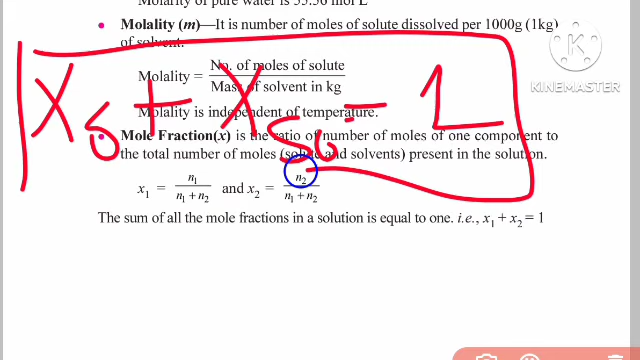 Molality of pure water is 55.56 mol L
• Molality (m)—It is number of moles of solute dissolved per 1000g (1kg)
of solvent.
Molality = No. of moles of solute / Mass of solvent in kg
Molality is independent of temperature.
• Mole Fraction(x) is the ratio of number of moles of one component to
the total number of moles (solute and solvents) present in the solution.
x₁ = n₁ / n₁ + n₂ and x₂ = n₂ / n₁ + n₂
The sum of all the mole fractions in a solution is equal to one. i.e., x₁ + x₂ = 1
X + X = 1
KINEMASTER